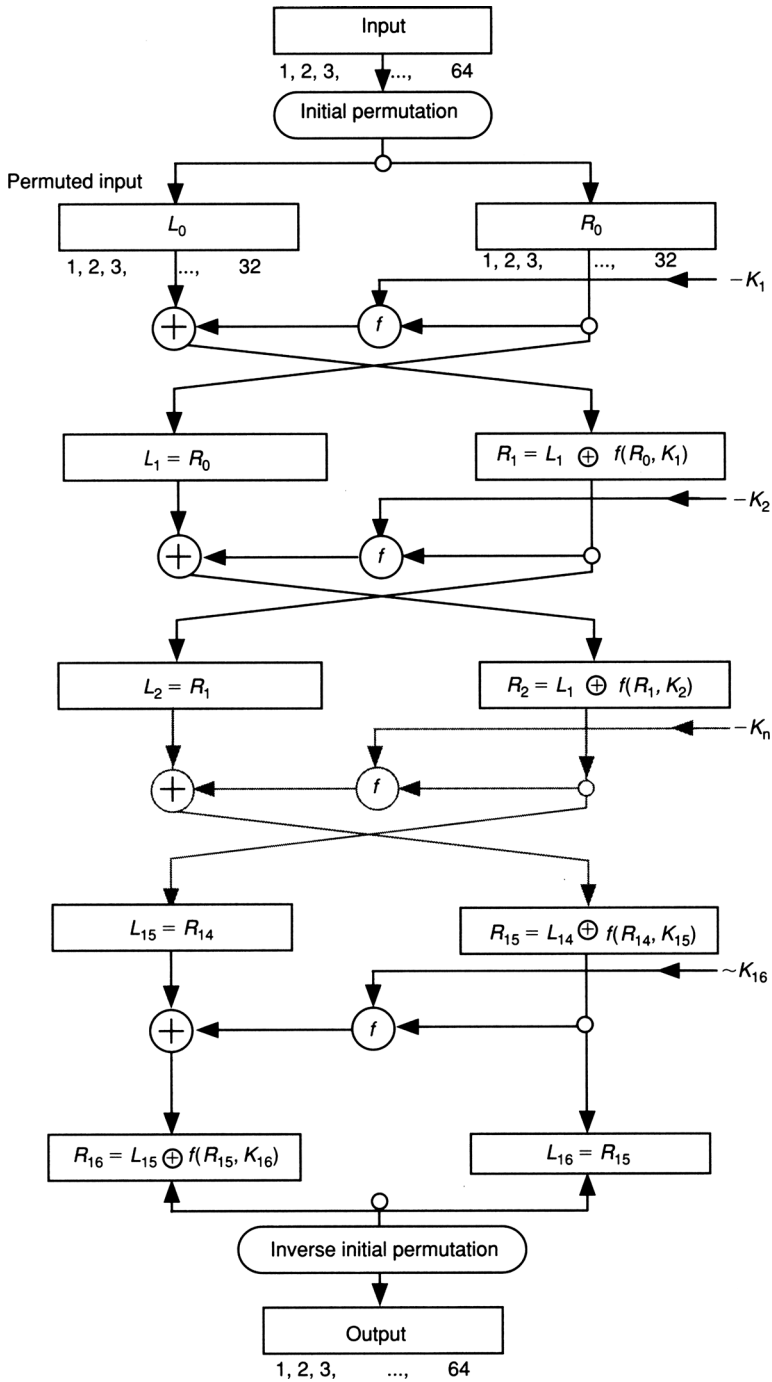 Input
1, 2, 3, ..., 64
Initial permutation
Permuted input
L₀
R₀
1, 2, 3, ..., 32
1, 2, 3, ..., 32
−K₁
+
f
L₁ = R₀
R₁ = L₁ ⊕ f(R₀, K₁)
−K₂
+
f
L₂ = R₁
R₂ = L₁ ⊕ f(R₁, K₂)
−Kₙ
+
f
L₁₅ = R₁₄
R₁₅ = L₁₄ ⊕ f(R₁₄, K₁₅)
~K₁₆
+
f
R₁₆ = L₁₅ ⊕ f(R₁₅, K₁₆)
L₁₆ = R₁₅
Inverse initial permutation
Output
1, 2, 3, ..., 64